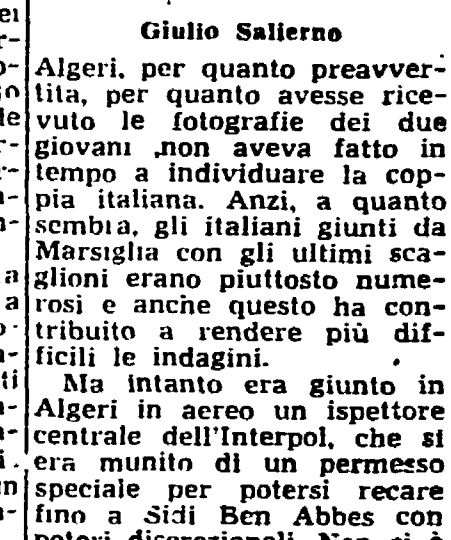 Giulio Salierno
Algeri, per quanto preavver-
tita, per quanto avesse rice-
vuto le fotografie dei due
giovani ,non aveva fatto in
tempo a individuare la cop-
pia italiana. Anzi, a quanto
sembra, gli italiani giunti da
Marsiglia con gli ultimi sca-
glioni erano piuttosto nume-
rosi e anche questo ha con-
tribuito a rendere più dif-
ficili le indagini.
Ma intanto era giunto in
Algeri in aereo un ispettore
centrale dell'Interpol, che si
era munito di un permesso
speciale per potersi recare
fino a Sidi Ben Abbes con
poteri discrezionali. Non si è